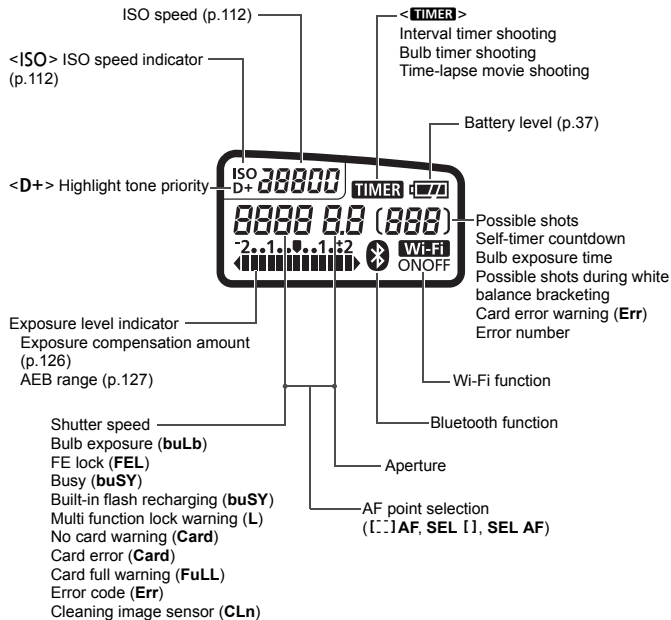 ISO speed (p.112)
<ISO> ISO speed indicator
(p.112)
<D+> Highlight tone priority
<TIMER>
Interval timer shooting
Bulb timer shooting
Time-lapse movie shooting
Battery level (p.37)
ISO
D+ 38800 TIMER
8888 8.8 (888)
-2..1..0..1.+2 Wi-Fi
ONOFF
Possible shots
Self-timer countdown
Bulb exposure time
Possible shots during white
balance bracketing
Card error warning (Err)
Error number
Exposure level indicator
Exposure compensation amount
(p.126)
AEB range (p.127)
Wi-Fi function
Bluetooth function
Shutter speed
Bulb exposure (buLb)
FE lock (FEL)
Busy (buSY)
Built-in flash recharging (buSY)
Multi function lock warning (L)
No card warning (Card)
Card error (Card)
Card full warning (FuLL)
Error code (Err)
Cleaning image sensor (CLn)
Aperture
AF point selection
([ ] AF, SEL [ ], SEL AF)